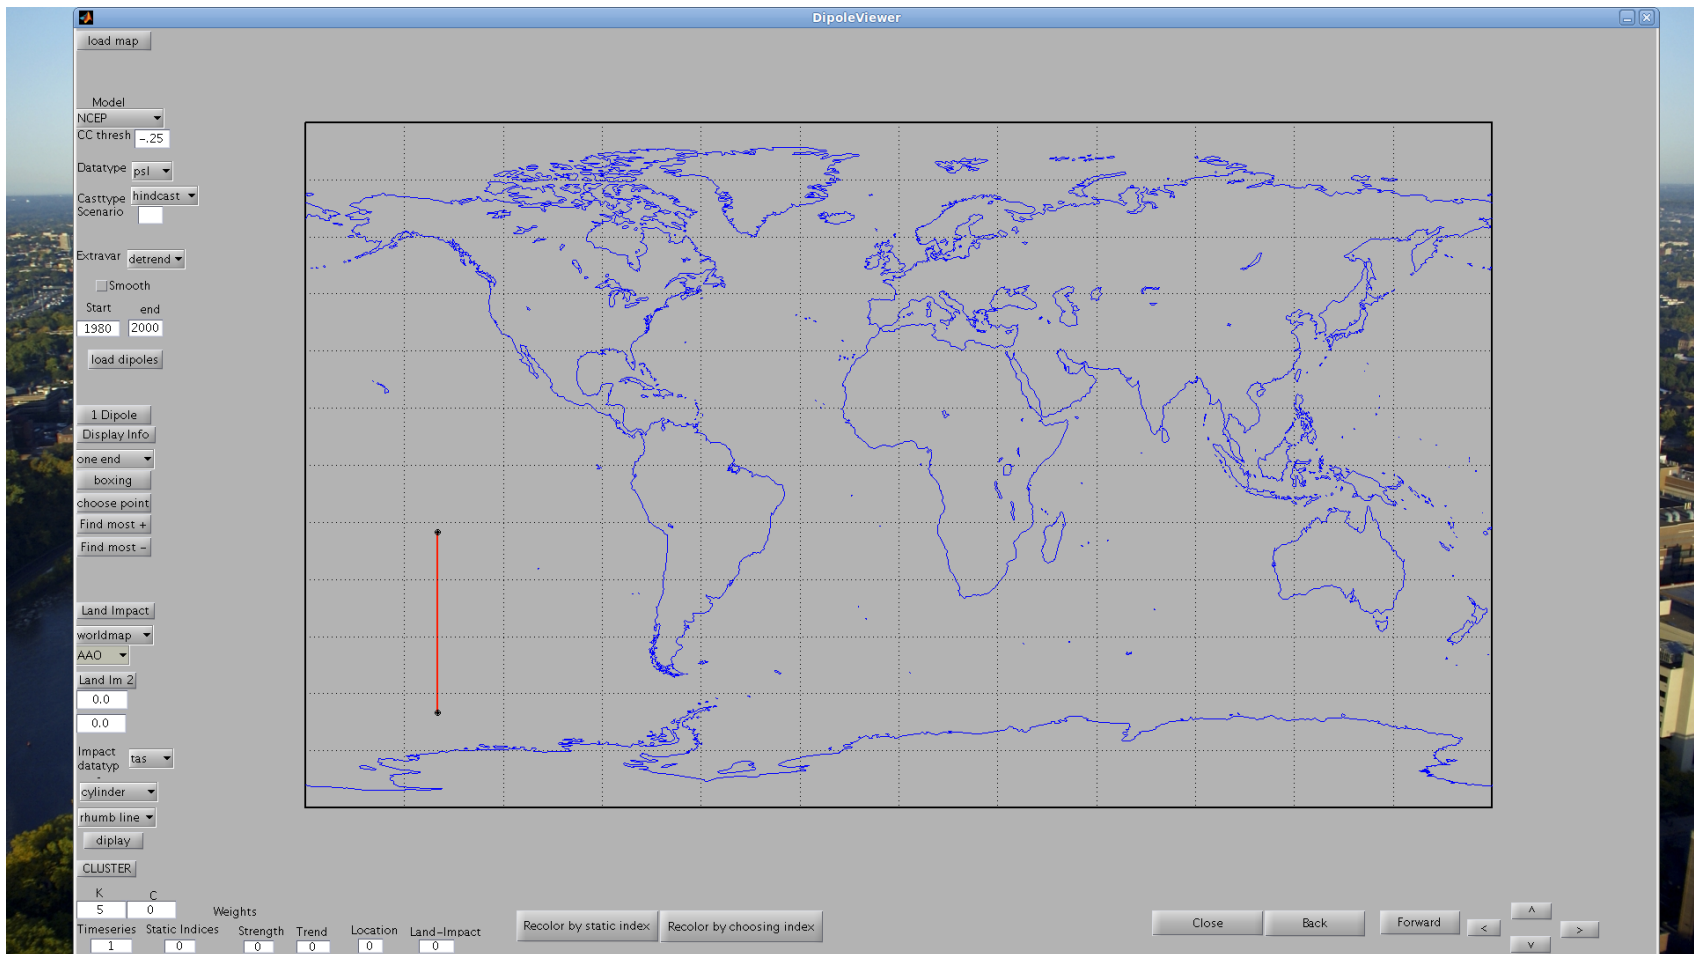 DipoleViewer
load map
Model
NCEP
CC thresh -.25
Datatype psl
Casttype hindcast
Scenario
Extravar detrend
Smooth
Start end
1980 2000
load dipoles
1 Dipole
Display Info
one end
boxing
choose point
Find most +
Find most -
Land Impact
worldmap
AAO
Land Im 2
0.0
0.0
Impact
datatyp tas
cylinder
rhumb line
diplay
CLUSTER
K C
5 0 Weights
Timeseries Static Indices Strength Trend Location Land-Impact
1 0 0 0 0 0
Recolor by static index Recolor by choosing index
Close Back Forward < ^ v >